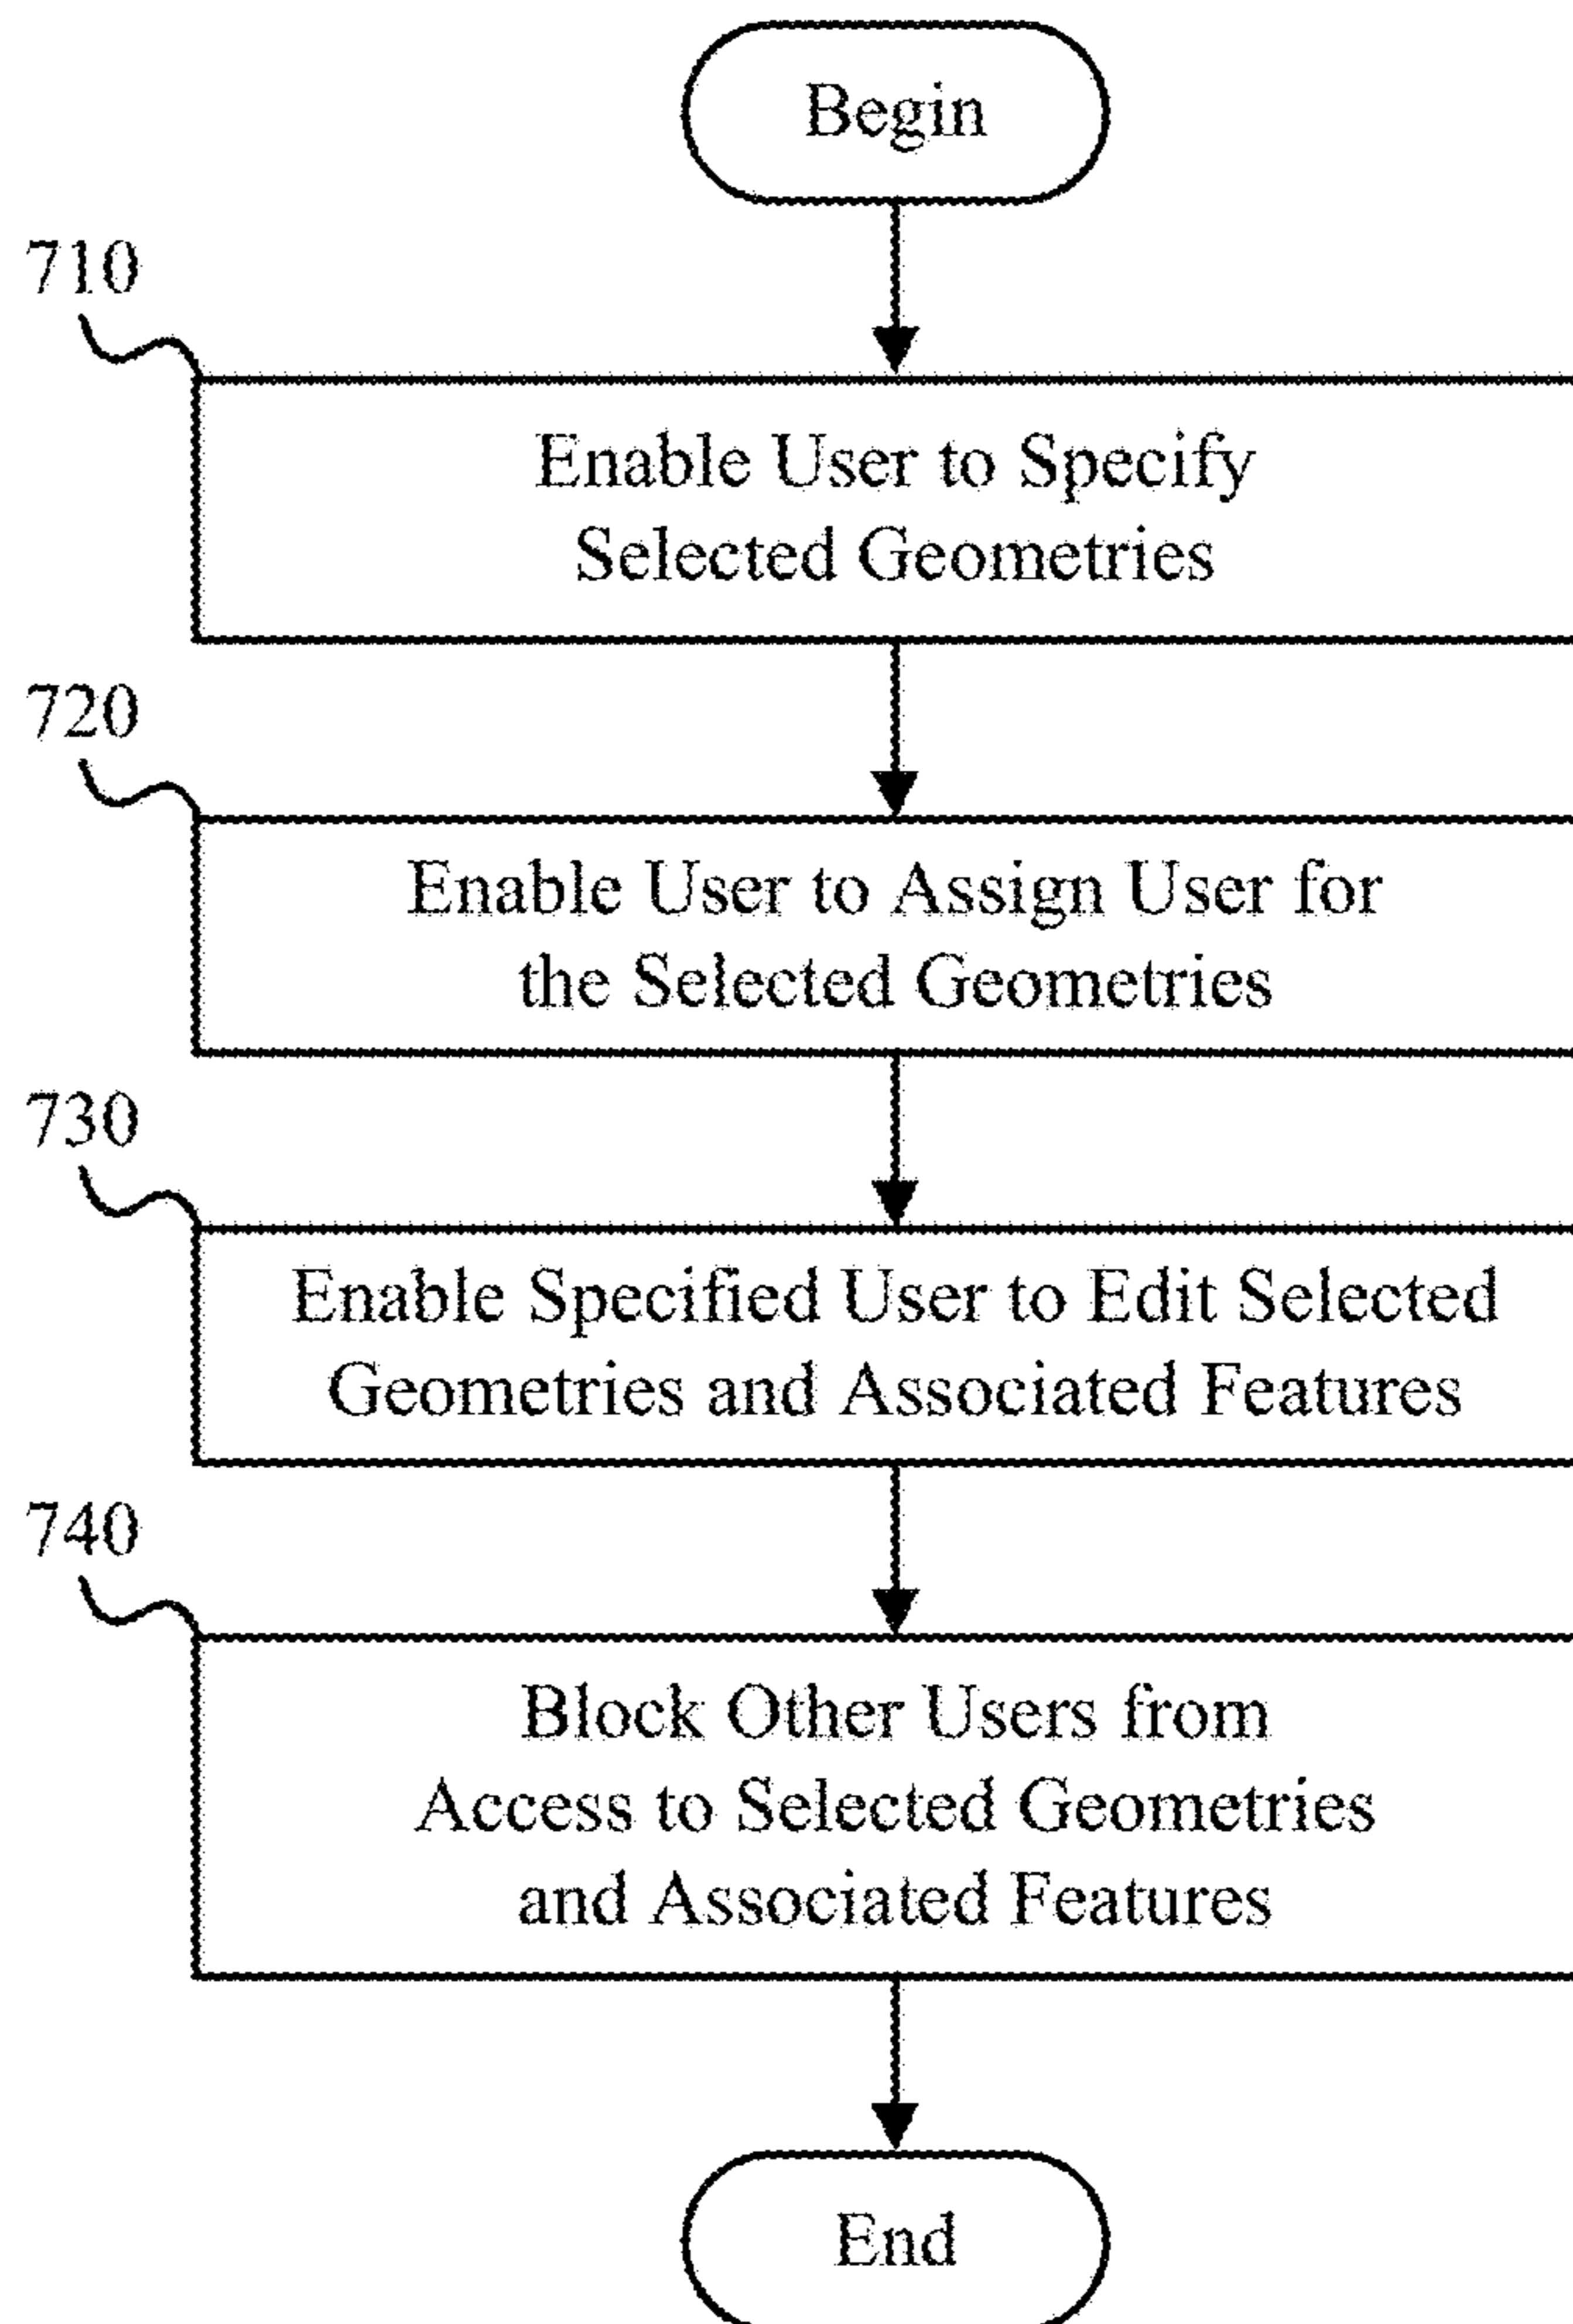 Begin
710
Enable User to Specify
Selected Geometries
720
Enable User to Assign User for
the Selected Geometries
730
Enable Specified User to Edit Selected
Geometries and Associated Features
740
Block Other Users from
Access to Selected Geometries
and Associated Features
End